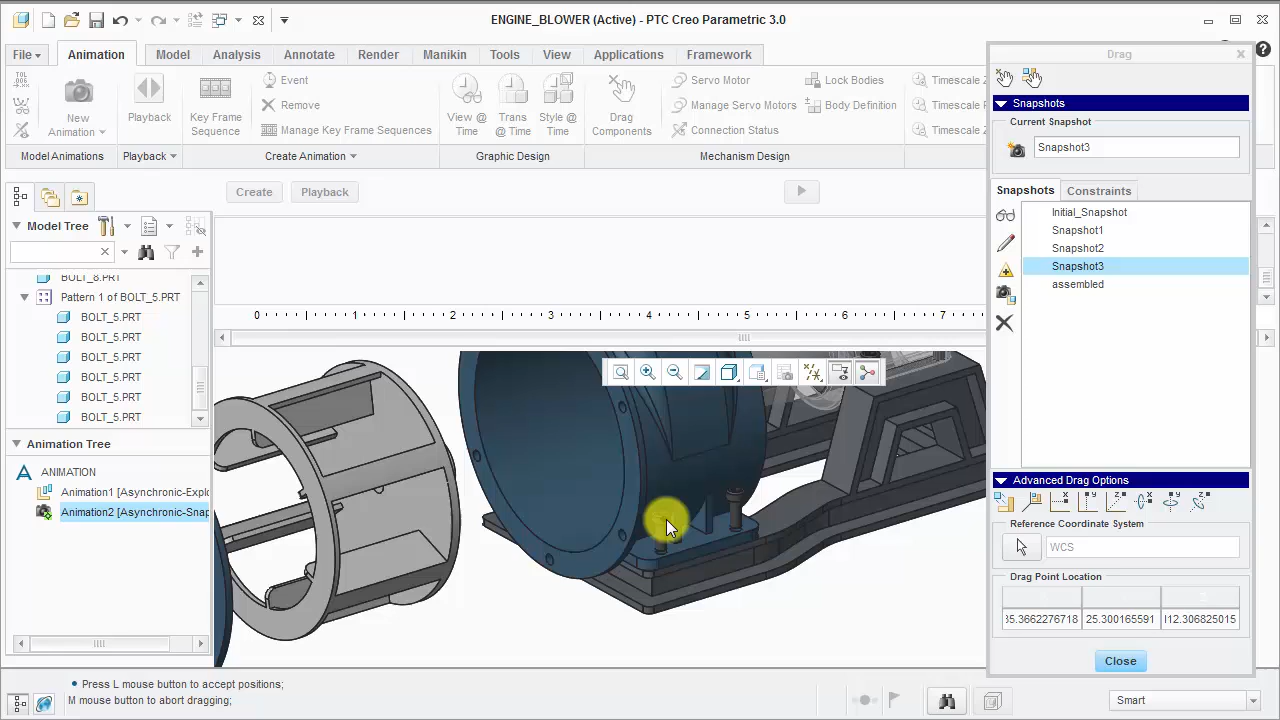 ENGINE_BLOWER (Active) - PTC Creo Parametric 3.0
File
Animation
Model
Analysis
Annotate
Render
Manikin
Tools
View
Applications
Framework
New Animation
Playback
Key Frame Sequence
Event
Remove
Manage Key Frame Sequences
View @ Time
Trans @ Time
Style @ Time
Drag Components
Servo Motor
Manage Servo Motors
Connection Status
Lock Bodies
Body Definition
Timescale
Timescale
Timescale
Model Animations
Playback
Create Animation
Graphic Design
Mechanism Design
Create
Playback
Model Tree
BOLT_8.PRT
Pattern 1 of BOLT_5.PRT
BOLT_5.PRT
BOLT_5.PRT
BOLT_5.PRT
BOLT_5.PRT
BOLT_5.PRT
BOLT_5.PRT
Animation Tree
ANIMATION
Animation1 [Asynchronic-Explo
Animation2 [Asynchronic-Snap
0 1 2 3 4 5 6 7
Drag
Snapshots
Current Snapshot
Snapshot3
Snapshots
Constraints
Initial_Snapshot
Snapshot1
Snapshot2
Snapshot3
assembled
Advanced Drag Options
Reference Coordinate System
WCS
Drag Point Location
25.300165591
Close
Press L mouse button to accept positions;
M mouse button to abort dragging;
Smart